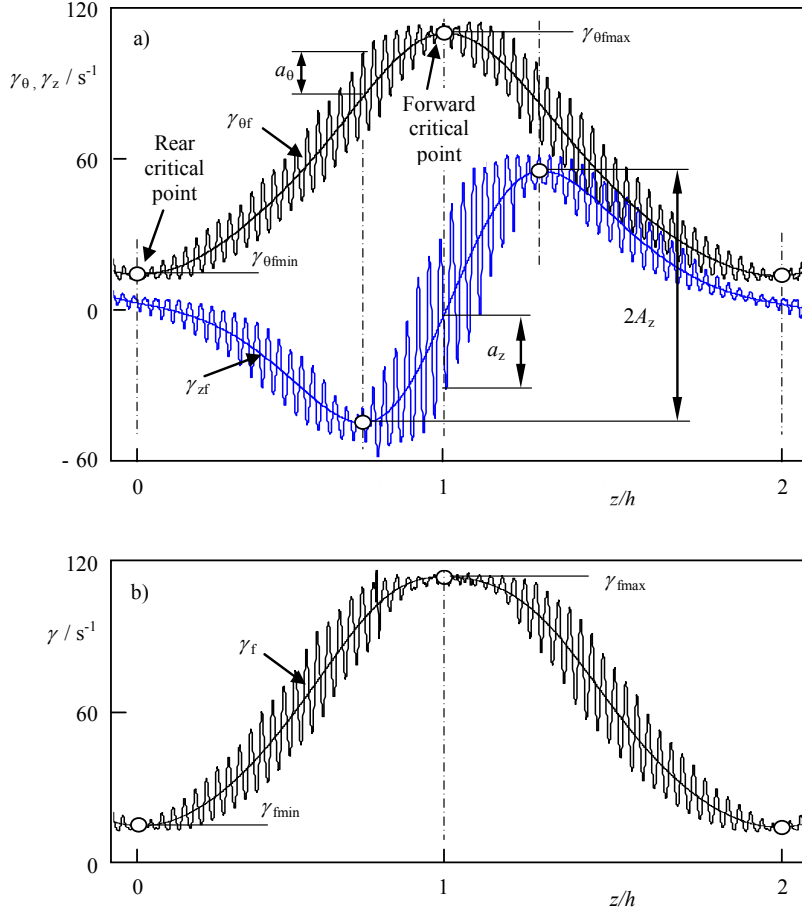 120
a)
γθfmax
γθ, γz / s-1
aθ
Forward
critical
point
γθf
Rear
critical
point
60
γθfmin
0
2Az
az
γzf
- 60
0
1
z/h
2
120
b)
γfmax
γ / s-1
γf
60
γfmin
0
0
1
z/h
2